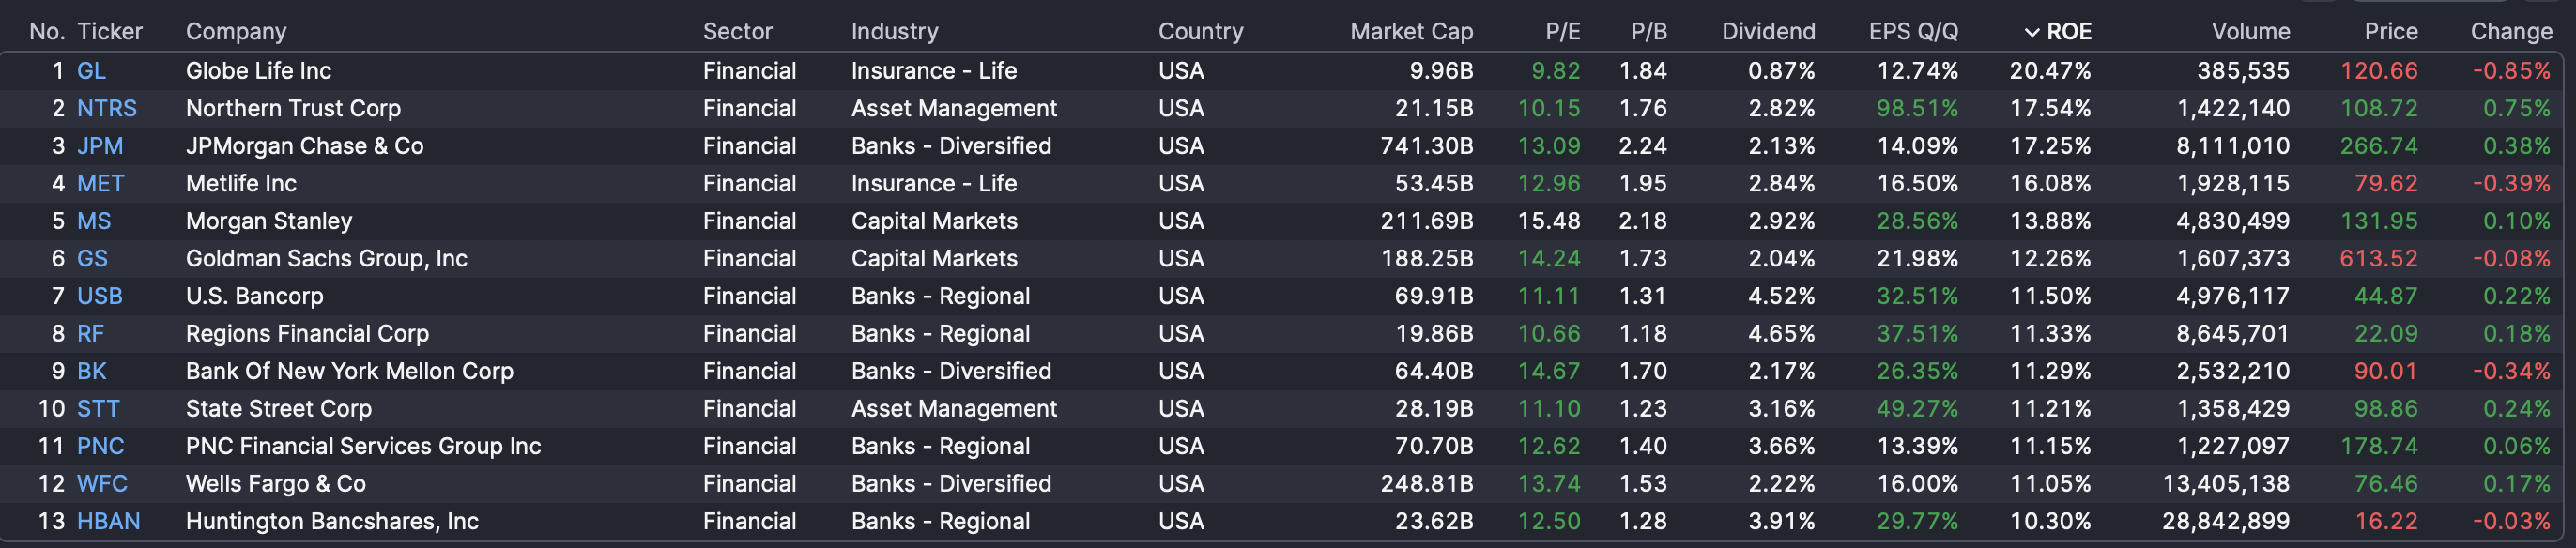 No. Ticker Company Sector Industry Country Market Cap P/E P/B Dividend EPS Q/Q ROE Volume Price Change
1 GL Globe Life Inc Financial Insurance - Life USA 9.96B 9.82 1.84 0.87% 12.74% 20.47% 385,535 120.66 -0.85%
2 NTRS Northern Trust Corp Financial Asset Management USA 21.15B 10.15 1.76 2.82% 98.51% 17.54% 1,422,140 108.72 0.75%
3 JPM JPMorgan Chase & Co Financial Banks - Diversified USA 741.30B 13.09 2.24 2.13% 14.09% 17.25% 8,111,010 266.74 0.38%
4 MET Metlife Inc Financial Insurance - Life USA 53.45B 12.96 1.95 2.84% 16.50% 16.08% 1,928,115 79.62 -0.39%
5 MS Morgan Stanley Financial Capital Markets USA 211.69B 15.48 2.18 2.92% 28.56% 13.88% 4,830,499 131.95 0.10%
6 GS Goldman Sachs Group, Inc Financial Capital Markets USA 188.25B 14.24 1.73 2.04% 21.98% 12.26% 1,607,373 613.52 -0.08%
7 USB U.S. Bancorp Financial Banks - Regional USA 69.91B 11.11 1.31 4.52% 32.51% 11.50% 4,976,117 44.87 0.22%
8 RF Regions Financial Corp Financial Banks - Regional USA 19.86B 10.66 1.18 4.65% 37.51% 11.33% 8,645,701 22.09 0.18%
9 BK Bank Of New York Mellon Corp Financial Banks - Diversified USA 64.40B 14.67 1.70 2.17% 26.35% 11.29% 2,532,210 90.01 -0.34%
10 STT State Street Corp Financial Asset Management USA 28.19B 11.10 1.23 3.16% 49.27% 11.21% 1,358,429 98.86 0.24%
11 PNC PNC Financial Services Group Inc Financial Banks - Regional USA 70.70B 12.62 1.40 3.66% 13.39% 11.15% 1,227,097 178.74 0.06%
12 WFC Wells Fargo & Co Financial Banks - Diversified USA 248.81B 13.74 1.53 2.22% 16.00% 11.05% 13,405,138 76.46 0.17%
13 HBAN Huntington Bancshares, Inc Financial Banks - Regional USA 23.62B 12.50 1.28 3.91% 29.77% 10.30% 28,842,899 16.22 -0.03%